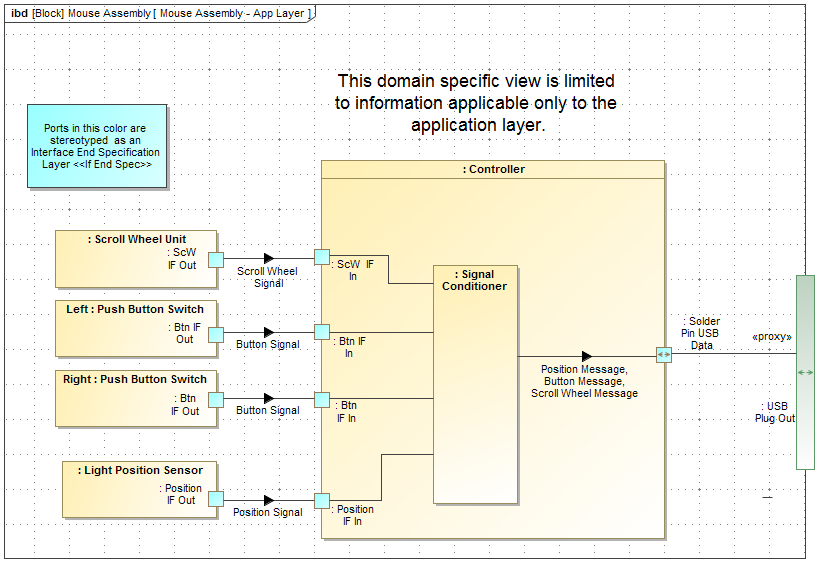 ibd [Block] Mouse Assembly [ Mouse Assembly - App Layer ]
This domain specific view is limited
to information applicable only to the
application layer.
Ports in this color are
stereotyped as an
Interface End Specification
Layer <<If End Spec>>
: Controller
: Scroll Wheel Unit
: ScW
IF Out
Scroll Wheel
Signal
: ScW IF
In
: Signal
Conditioner
Left : Push Button Switch
: Btn IF
Out
Button Signal
: Btn IF
In
: Solder
Pin USB
Data
«proxy»
Position Message,
Button Message,
Scroll Wheel Message
Right : Push Button Switch
: Btn
IF Out
Button Signal
: Btn
IF In
: USB
Plug Out
: Light Position Sensor
: Position
IF Out
Position Signal
: Position
IF In